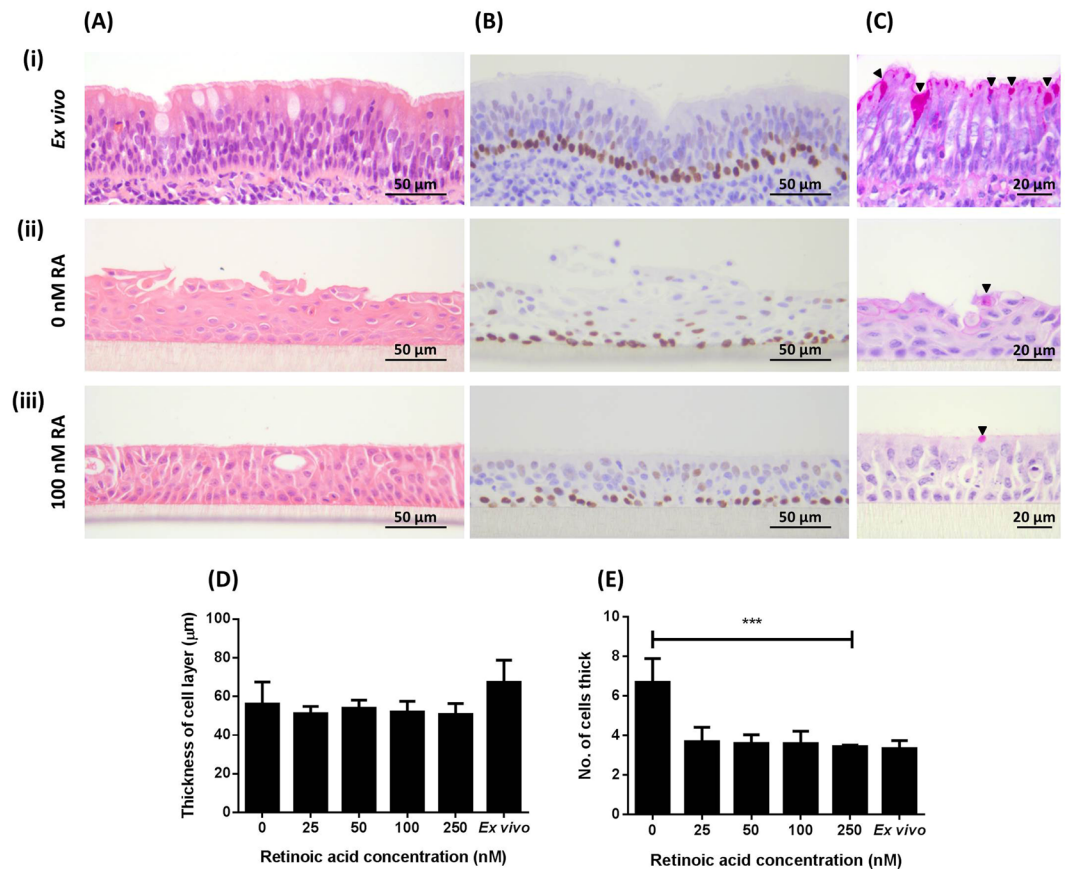 (A) (B) (C)
(i)
Ex vivo
50 µm 50 µm 20 µm
(ii)
0 nM RA
50 µm 50 µm 20 µm
(iii)
100 nM RA
50 µm 50 µm 20 µm
(D)
Thickness of cell layer (µm)
100
80
60
40
20
0
0 25 50 100 250 Ex vivo
Retinoic acid concentration (nM)
(E)
No. of cells thick
10
8
6
4
2
0
***
0 25 50 100 250 Ex vivo
Retinoic acid concentration (nM)